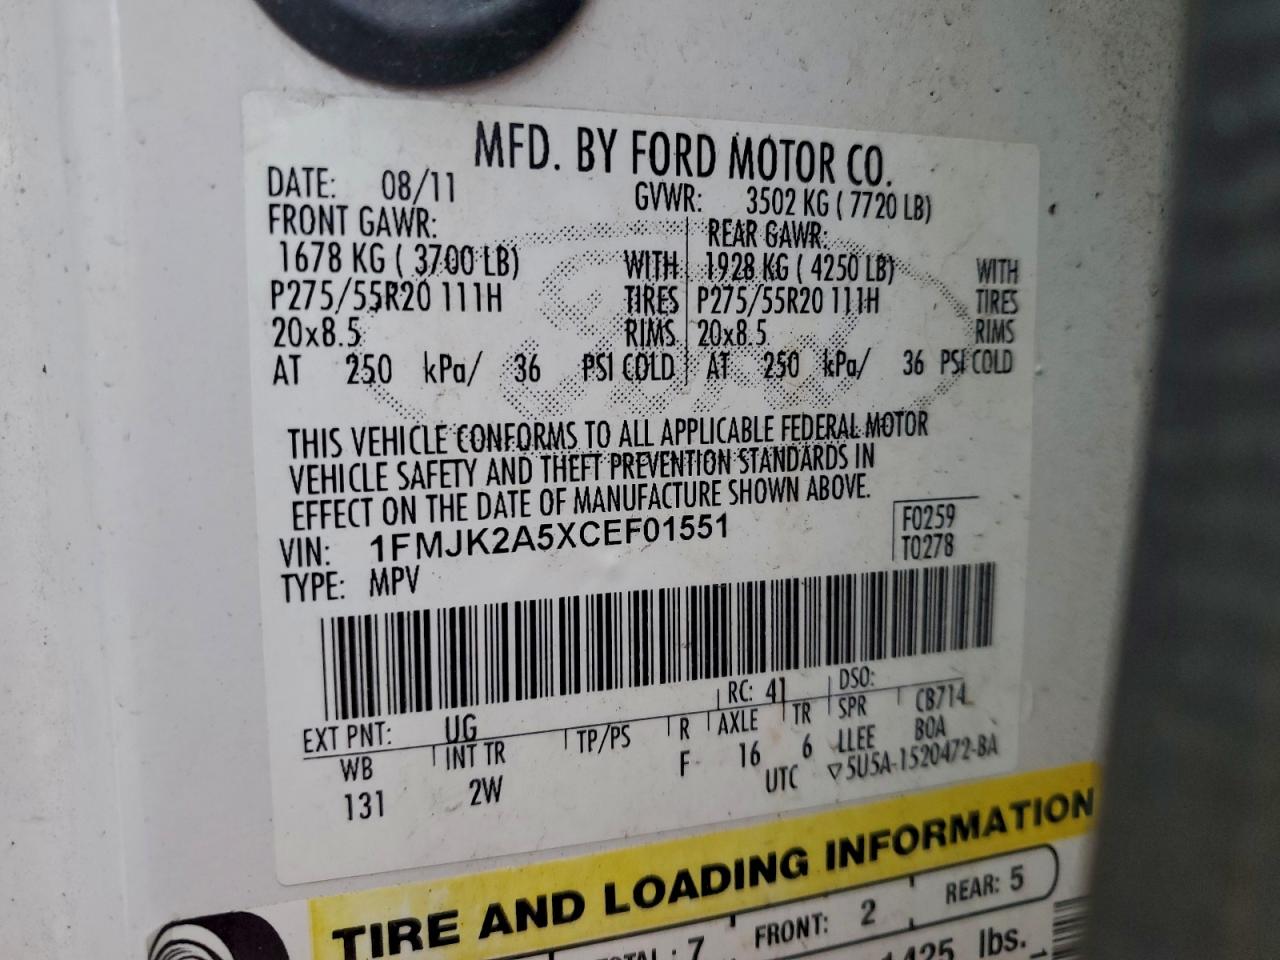 MFD. BY FORD MOTOR CO.
DATE: 08/11 GVWR: 3502 KG ( 7720 LB)
FRONT GAWR: REAR GAWR:
1678 KG ( 3700 LB) WITH 1928 KG ( 4250 LB) WITH
P275/55R20 111H TIRES P275/55R20 111H TIRES
20x8.5 RIMS 20x8.5 RIMS
AT 250 kPa/ 36 PSI COLD AT 250 kPa/ 36 PSI COLD
THIS VEHICLE CONFORMS TO ALL APPLICABLE FEDERAL MOTOR
VEHICLE SAFETY AND THEFT PREVENTION STANDARDS IN
EFFECT ON THE DATE OF MANUFACTURE SHOWN ABOVE.
VIN: 1FMJK2A5XCEF01551 F0259
TYPE: MPV T0278
EXT PNT: UG RC: 41 DSO:
WB INT TR TP/PS R AXLE TR SPR CB714
131 2W F 16 6 LLEE B0A
UTC ▽5U5A-1520472-BA
TIRE AND LOADING INFORMATION
: 7 FRONT: 2 REAR: 5
lbs.